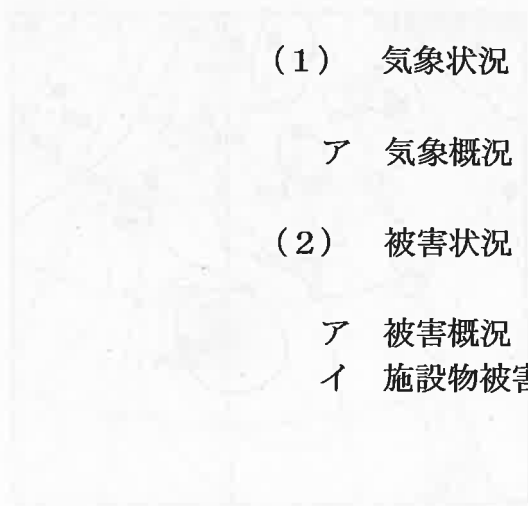 (1) 気象状況
ア 気象概況
(2) 被害状況
ア 被害概況
イ 施設物被害